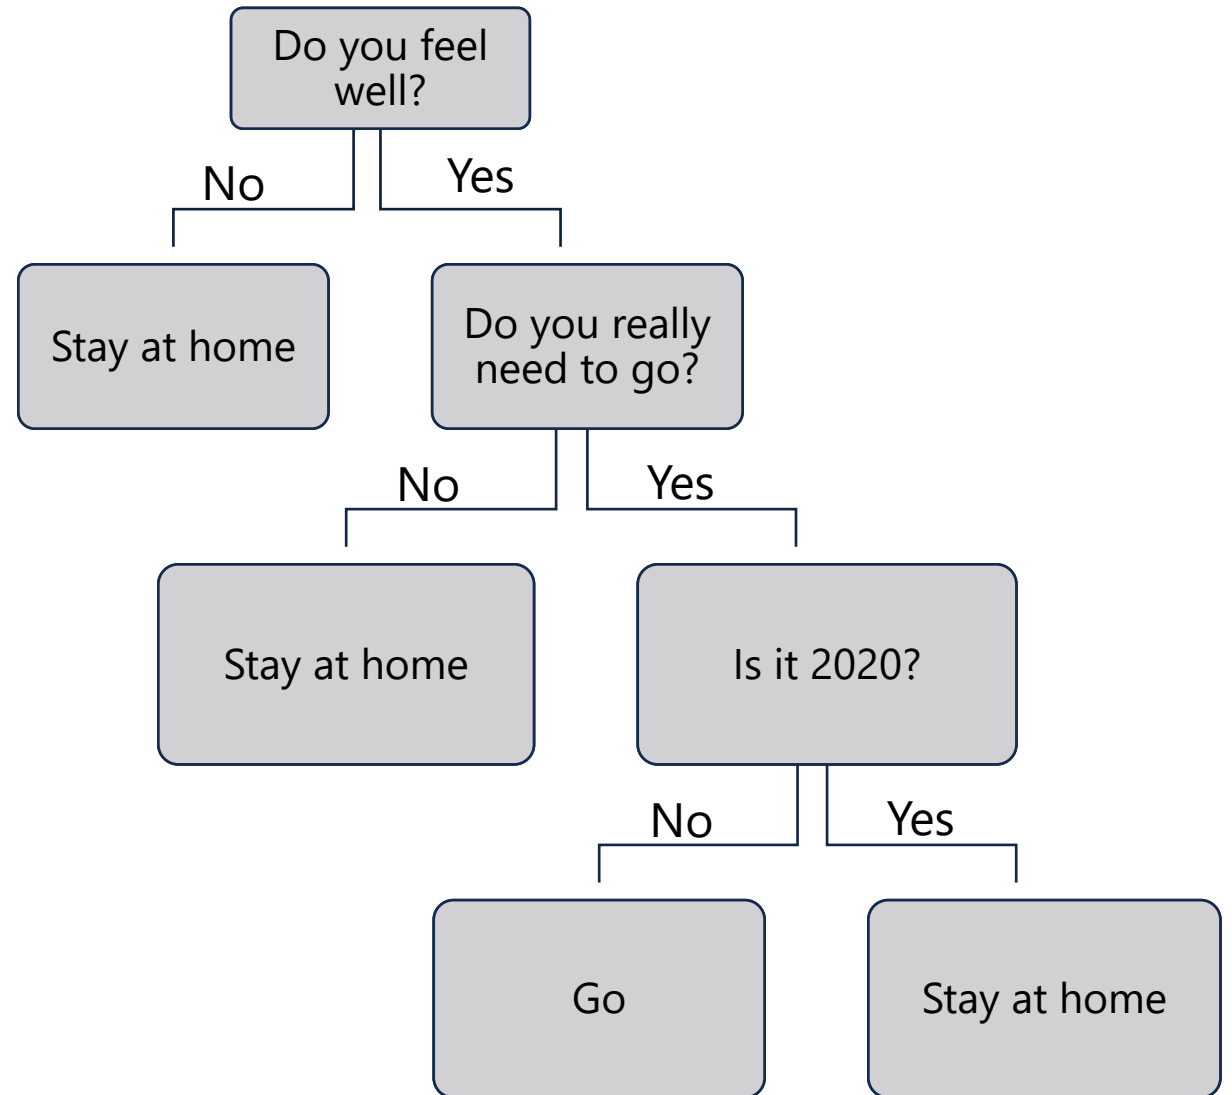 Do you feel
well?
No
Yes
Stay at home
Do you really
need to go?
No
Yes
Stay at home
Is it 2020?
No
Yes
Go
Stay at home